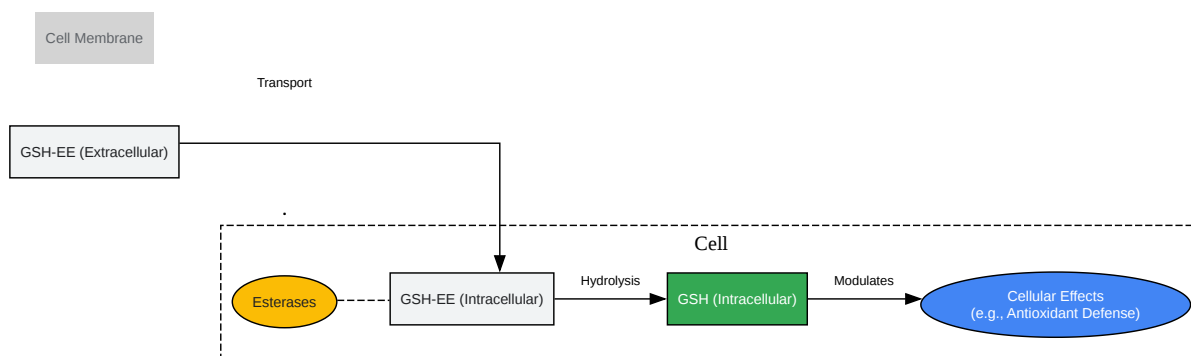 Cell Membrane
Transport
GSH-EE (Extracellular)
Cell
Esterases
GSH-EE (Intracellular)
Hydrolysis
GSH (Intracellular)
Modulates
Cellular Effects
(e.g., Antioxidant Defense)